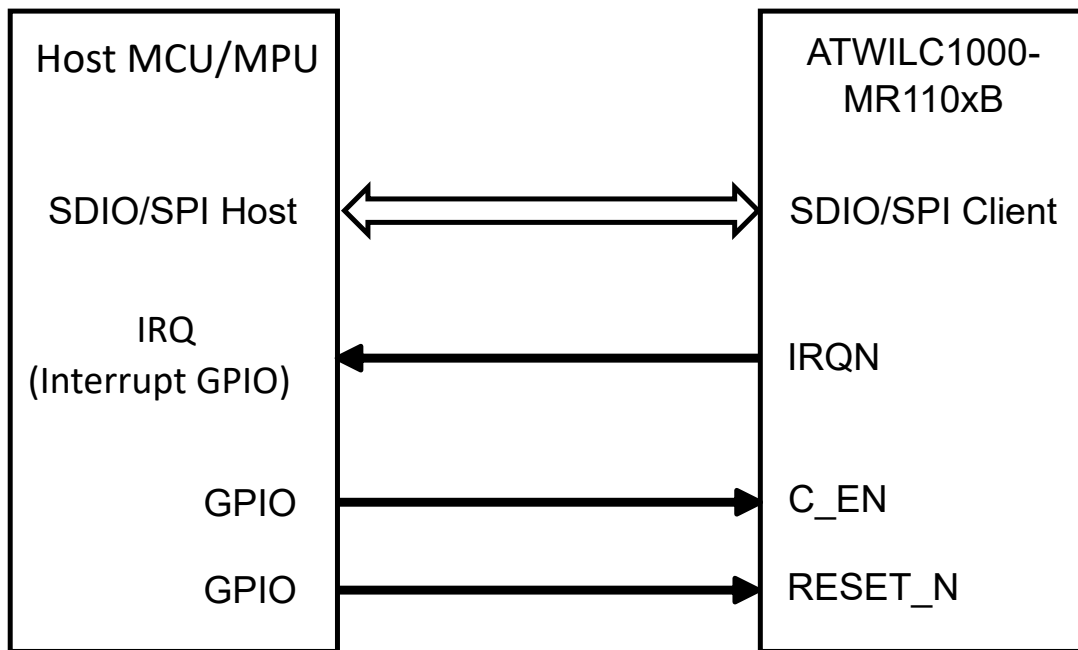 Host MCU/MPU
ATWILC1000-
MR110xB
SDIO/SPI Host
SDIO/SPI Client
IRQ
(Interrupt GPIO)
IRQN
GPIO
C_EN
GPIO
RESET_N